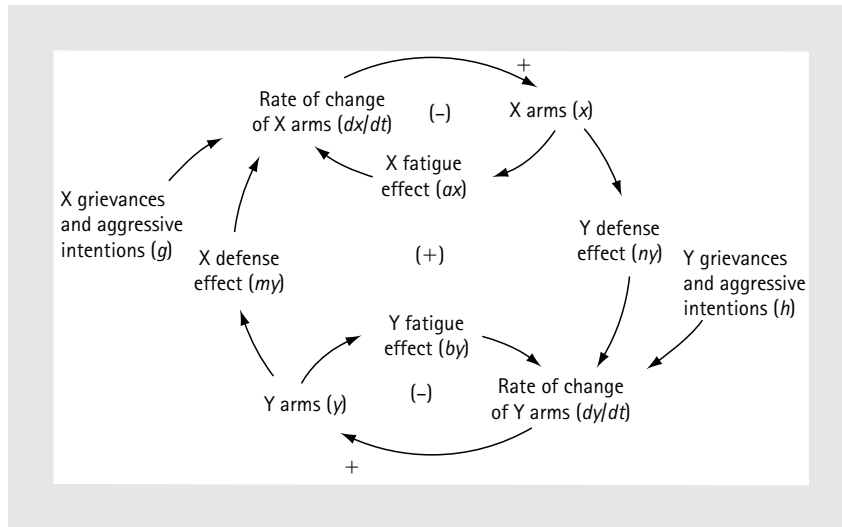 +
Rate of change
of X arms (dx/dt)
(–)
X arms (x)
X fatigue
effect (ax)
X grievances
and aggressive
intentions (g)
X defense
effect (my)
(+)
Y defense
effect (ny)
Y grievances
and aggressive
intentions (h)
Y fatigue
effect (by)
Y arms (y)
(–)
Rate of change
of Y arms (dy/dt)
+